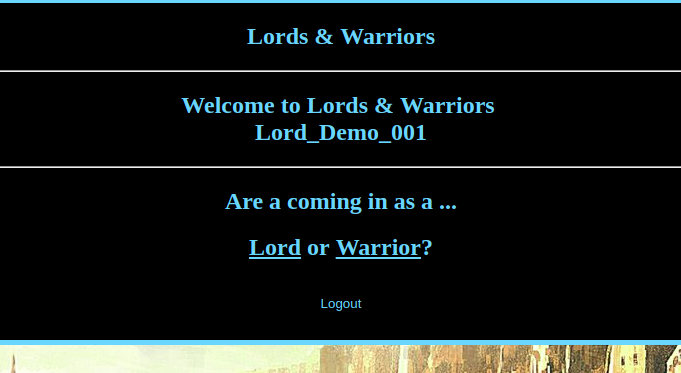 Lords & Warriors
Welcome to Lords & Warriors
Lord_Demo_001
Are a coming in as a ...
Lord or Warrior?
Logout